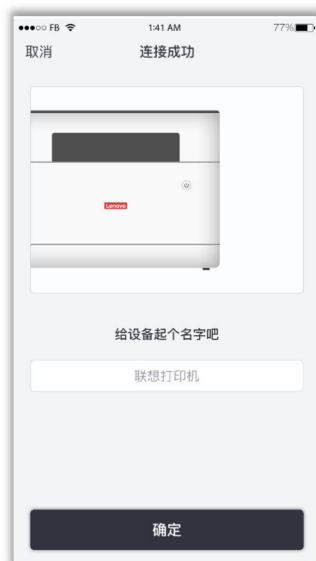 FB 1:41 AM 77%
取消 连接成功
Lenovo
给设备起个名字吧
联想打印机
确定